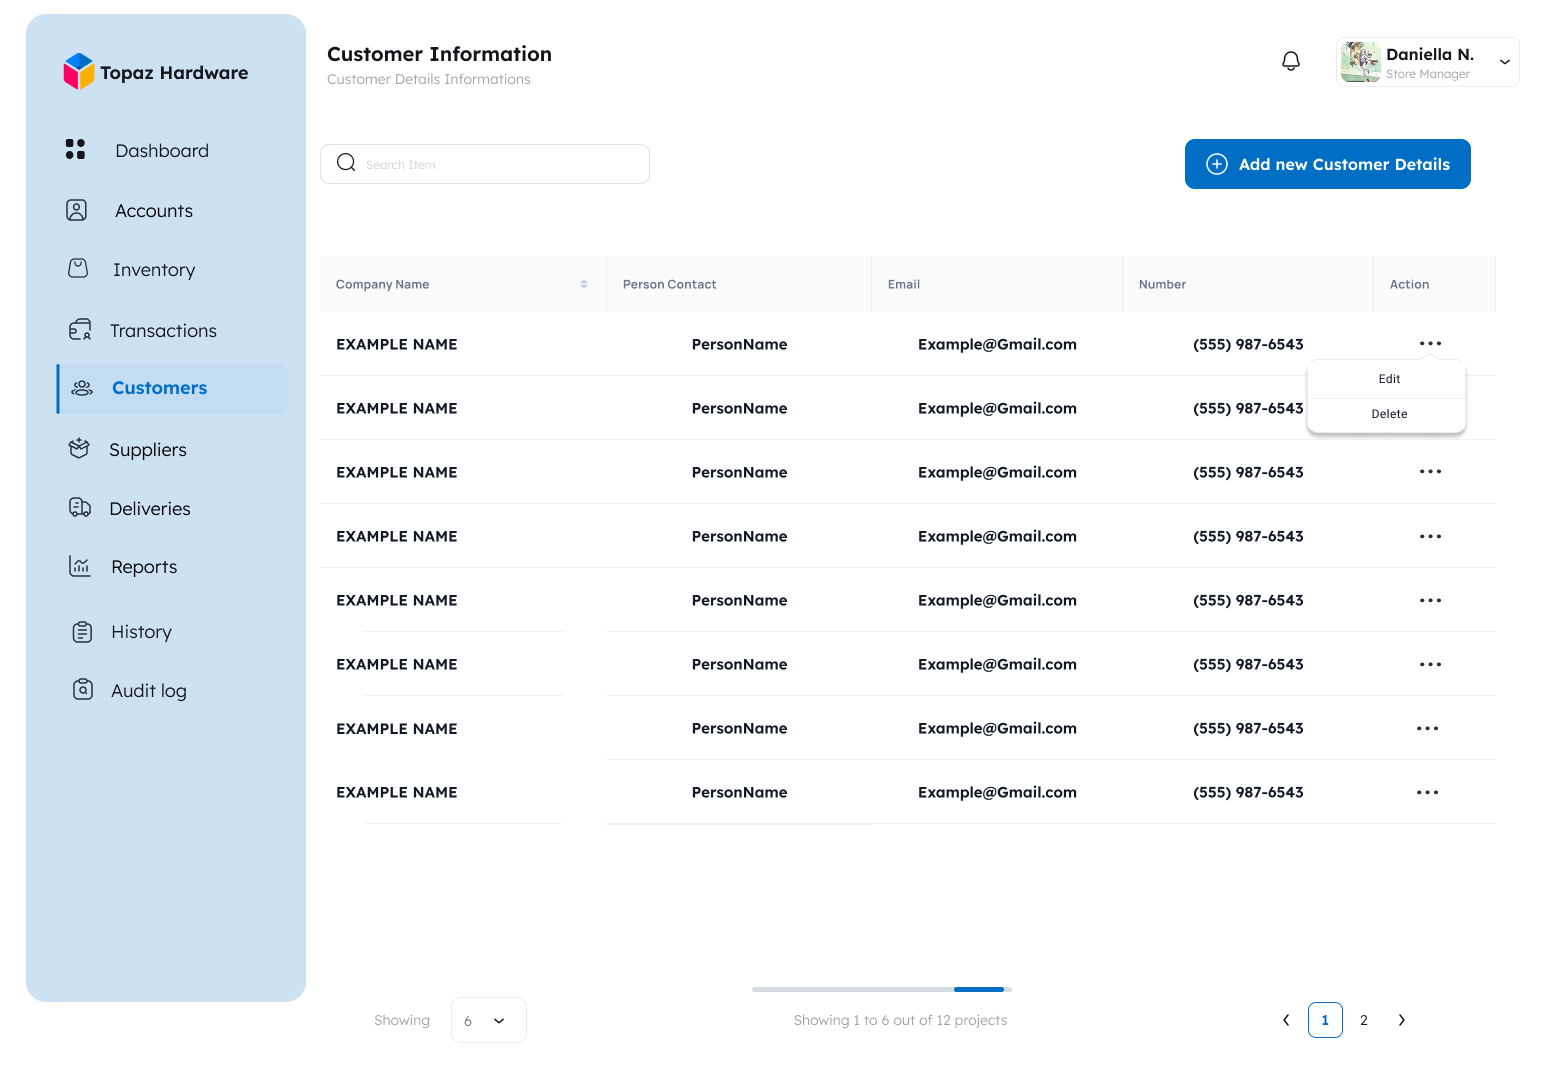 Topaz Hardware
Dashboard
Accounts
Inventory
Transactions
Customers
Suppliers
Deliveries
Reports
History
Audit log
Customer Information
Customer Details Informations
Daniella N.
Store Manager
Search Item
Add new Customer Details
Company Name Person Contact Email Number Action
EXAMPLE NAME PersonName Example@Gmail.com (555) 987-6543
Edit
EXAMPLE NAME PersonName Example@Gmail.com (555) 987-6543
Delete
EXAMPLE NAME PersonName Example@Gmail.com (555) 987-6543
EXAMPLE NAME PersonName Example@Gmail.com (555) 987-6543
EXAMPLE NAME PersonName Example@Gmail.com (555) 987-6543
EXAMPLE NAME PersonName Example@Gmail.com (555) 987-6543
EXAMPLE NAME PersonName Example@Gmail.com (555) 987-6543
EXAMPLE NAME PersonName Example@Gmail.com (555) 987-6543
Showing 6 Showing 1 to 6 out of 12 projects 1 2